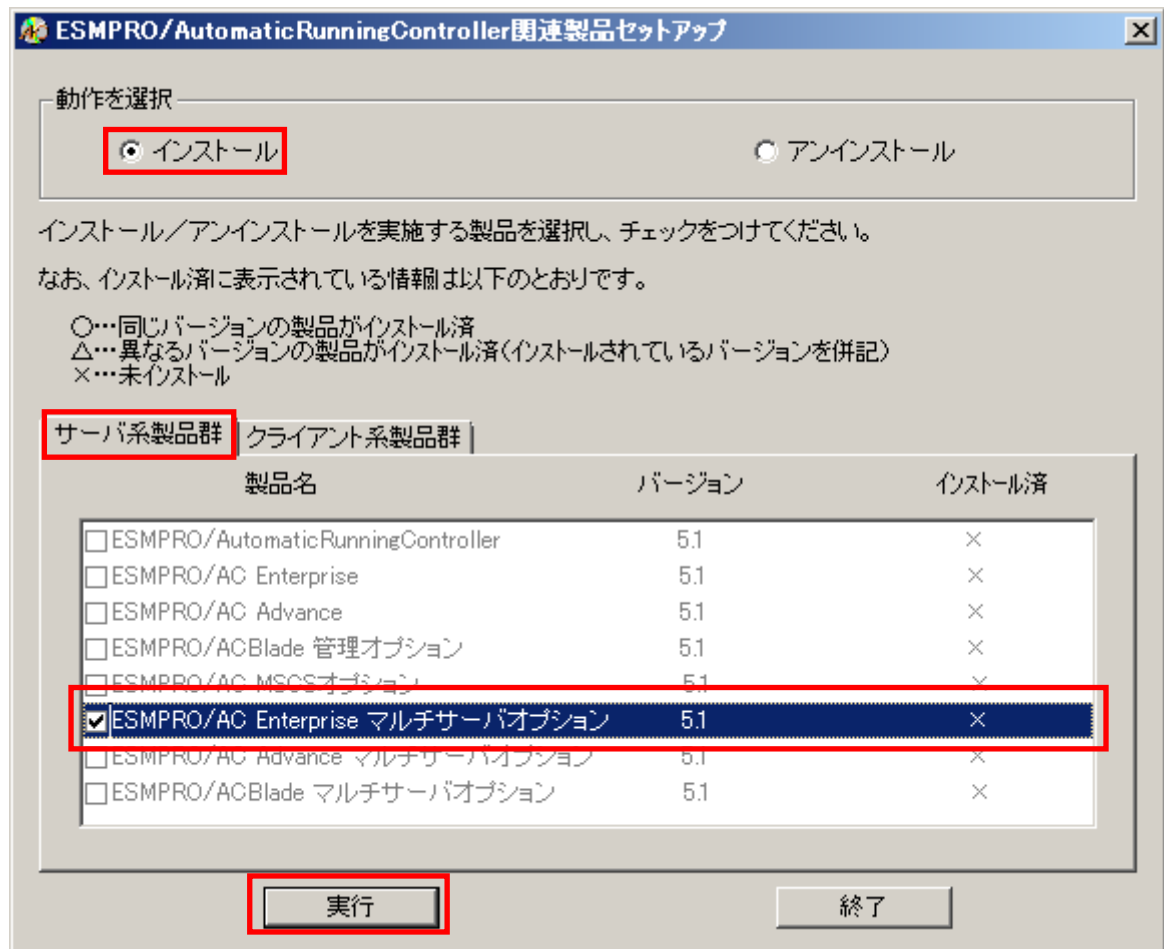 ESMPRO/AutomaticRunningController関連製品セットアップ
動作を選択
インストール アンインストール
インストール／アンインストールを実施する製品を選択し、チェックをつけてください。
なお、インストール済に表示されている情報は以下のとおりです。
○…同じバージョンの製品がインストール済
△…異なるバージョンの製品がインストール済(インストールされているバージョンを併記)
×…未インストール
サーバ系製品群 クライアント系製品群
製品名 バージョン インストール済
ESMPRO/AutomaticRunningController 5.1 ×
ESMPRO/AC Enterprise 5.1 ×
ESMPRO/AC Advance 5.1 ×
ESMPRO/ACBlade 管理オプション 5.1 ×
ESMPRO/AC MSCSオプション 5.1 ×
ESMPRO/AC Enterprise マルチサーバオプション 5.1 ×
ESMPRO/AC Advance マルチサーバオプション 5.1 ×
ESMPRO/ACBlade マルチサーバオプション 5.1 ×
実行 終了